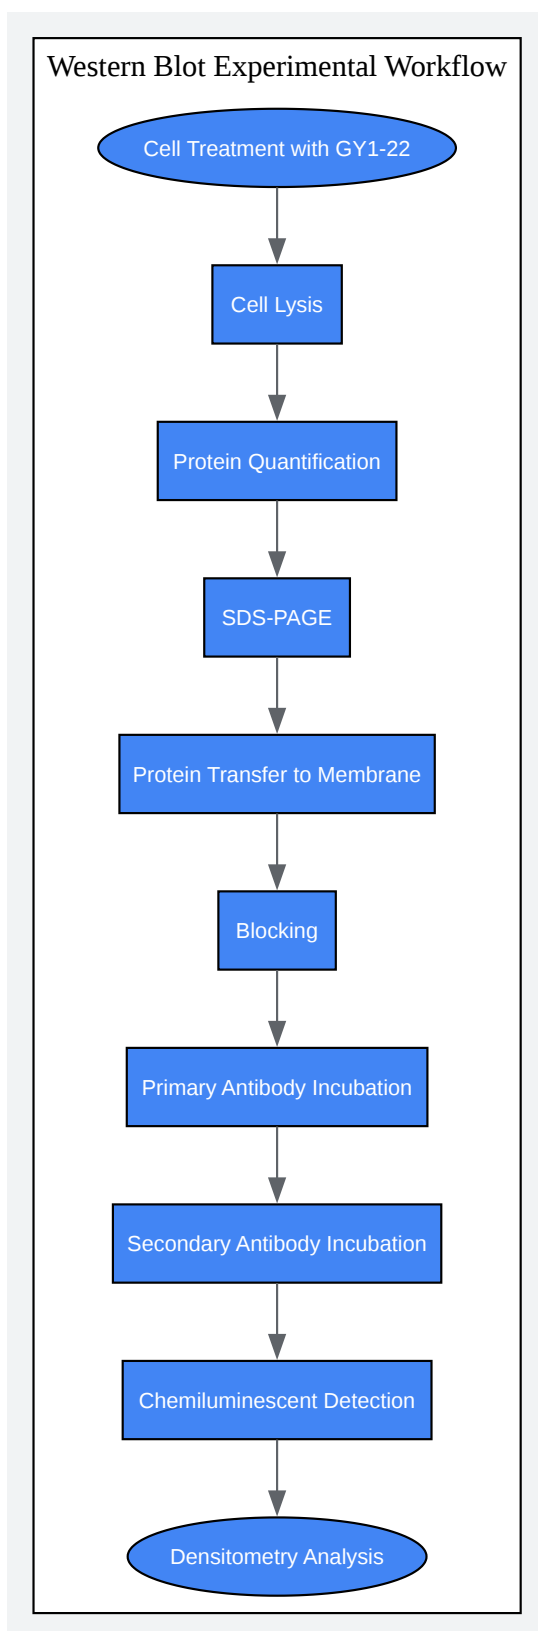 Western Blot Experimental Workflow
Cell Treatment with GY1-22
Cell Lysis
Protein Quantification
SDS-PAGE
Protein Transfer to Membrane
Blocking
Primary Antibody Incubation
Secondary Antibody Incubation
Chemiluminescent Detection
Densitometry Analysis